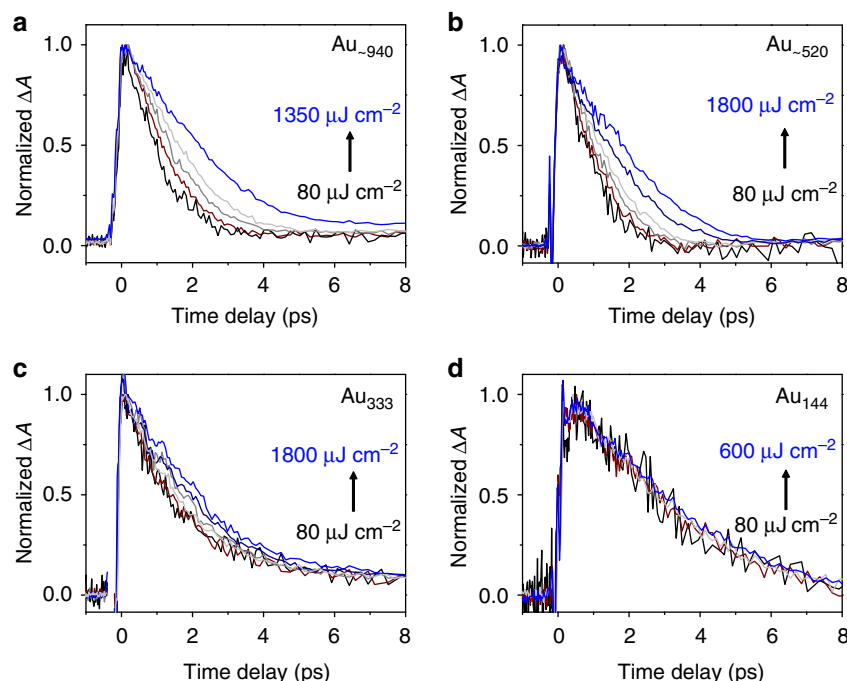 a
Au~940
1350 μJ cm⁻²
80 μJ cm⁻²
Normalized ΔA
1.0
0.5
0.0
0 2 4 6 8
Time delay (ps)
b
Au~520
1800 μJ cm⁻²
80 μJ cm⁻²
Normalized ΔA
1.0
0.5
0.0
0 2 4 6 8
Time delay (ps)
c
Au333
1800 μJ cm⁻²
80 μJ cm⁻²
Normalized ΔA
1.0
0.5
0.0
0 2 4 6 8
Time delay (ps)
d
Au144
600 μJ cm⁻²
80 μJ cm⁻²
Normalized ΔA
1.0
0.5
0.0
0 2 4 6 8
Time delay (ps)